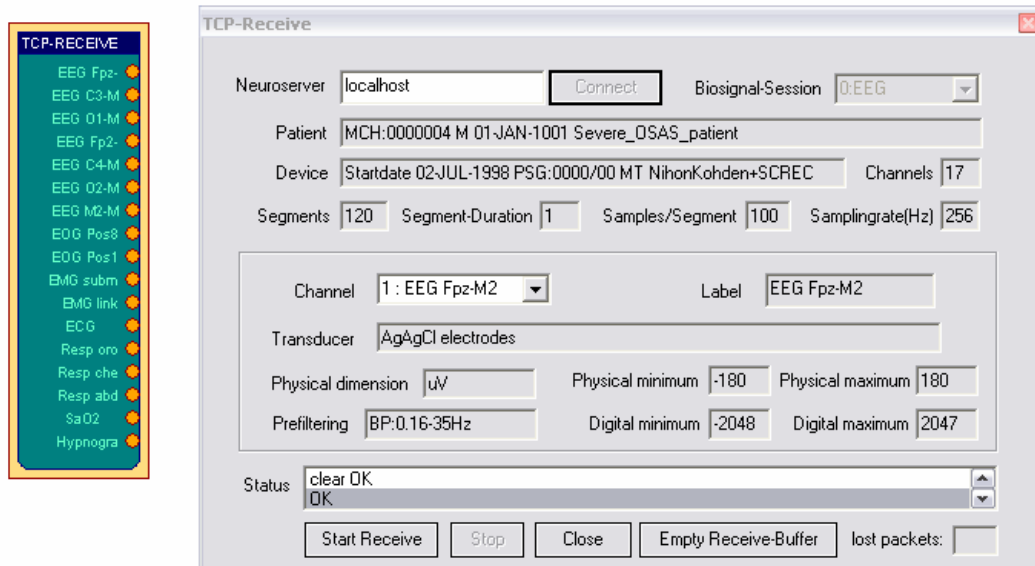 TCP-RECEIVE
EEG Fpz-
EEG C3-M
EEG O1-M
EEG Fp2-
EEG C4-M
EEG O2-M
EEG M2-M
EOG Pos8
EOG Pos1
EMG subm
EMG link
ECG
Resp oro
Resp che
Resp abd
SaO2
Hypnogra
TCP-Receive
Neuroserver localhost Connect Biosignal-Session 0:EEG
Patient MCH:0000004 M 01-JAN-1001 Severe_OSAS_patient
Device Startdate 02-JUL-1998 PSG:0000/00 MT NihonKohden+SCREC Channels 17
Segments 120 Segment-Duration 1 Samples/Segment 100 Samplingrate(Hz) 256
Channel 1 : EEG Fpz-M2 Label EEG Fpz-M2
Transducer AgAgCl electrodes
Physical dimension uV Physical minimum -180 Physical maximum 180
Prefiltering BP:0.16-35Hz Digital minimum -2048 Digital maximum 2047
Status clear OK
OK
Start Receive Stop Close Empty Receive-Buffer lost packets: